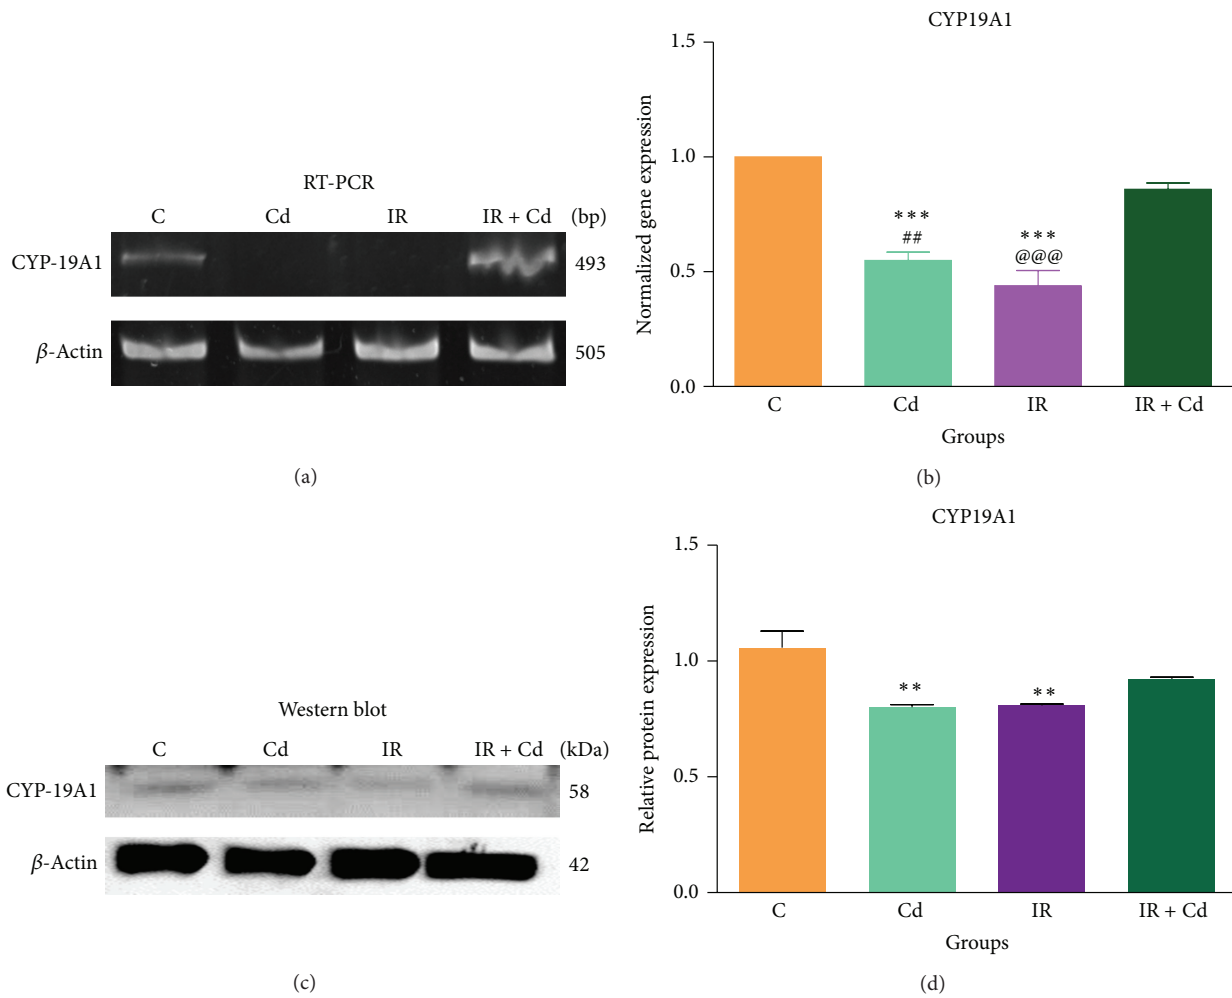 RT-PCR
C Cd IR IR + Cd (bp)
CYP-19A1 493
β-Actin 505
(a)
CYP19A1
Normalized gene expression
1.5
1.0
0.5
0.0
***
##
***
@@@
C Cd IR IR + Cd
Groups
(b)
Western blot
C Cd IR IR + Cd (kDa)
CYP-19A1 58
β-Actin 42
(c)
CYP19A1
Relative protein expression
1.5
1.0
0.5
0.0
** **
C Cd IR IR + Cd
Groups
(d)